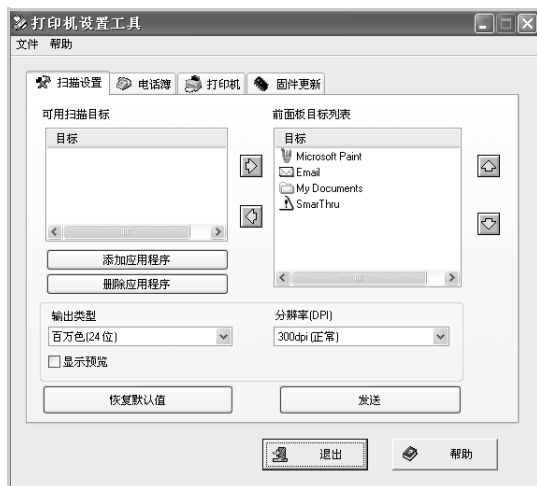 打印机设置工具
文件 帮助
扫描设置 电话簿 打印机 固件更新
可用扫描目标
目标
添加应用程序
删除应用程序
前面板目标列表
目标
Microsoft Paint
Email
My Documents
SmarThru
输出类型
百万色(24位)
显示预览
分辨率(DPI)
300dpi (正常)
恢复默认值 发送
退出 帮助